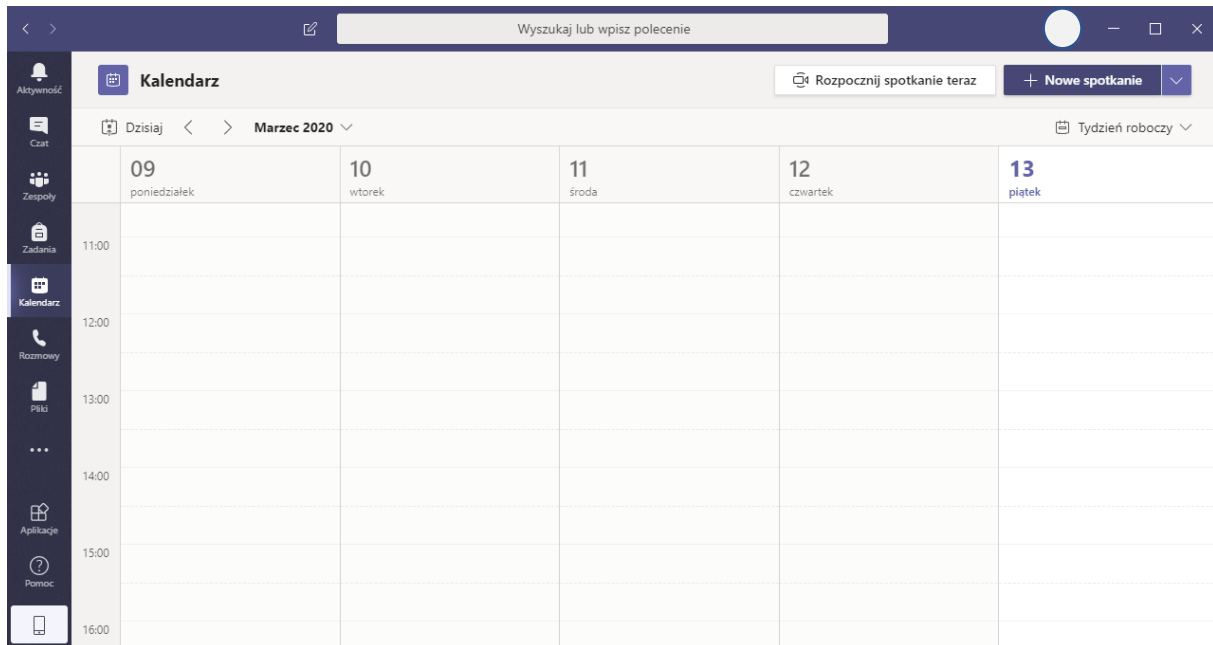 Wyszukaj lub wpisz polecenie
Aktywność
Czat
Zespoły
Zadania
Kalendarz
Rozmowy
Pliki
Aplikacje
Pomoc
Kalendarz
Rozpocznij spotkanie teraz
+ Nowe spotkanie
Dzisiaj
Marzec 2020
Tydzień roboczy
09
poniedziałek
10
wtorek
11
środa
12
czwartek
13
piątek
11:00
12:00
13:00
14:00
15:00
16:00